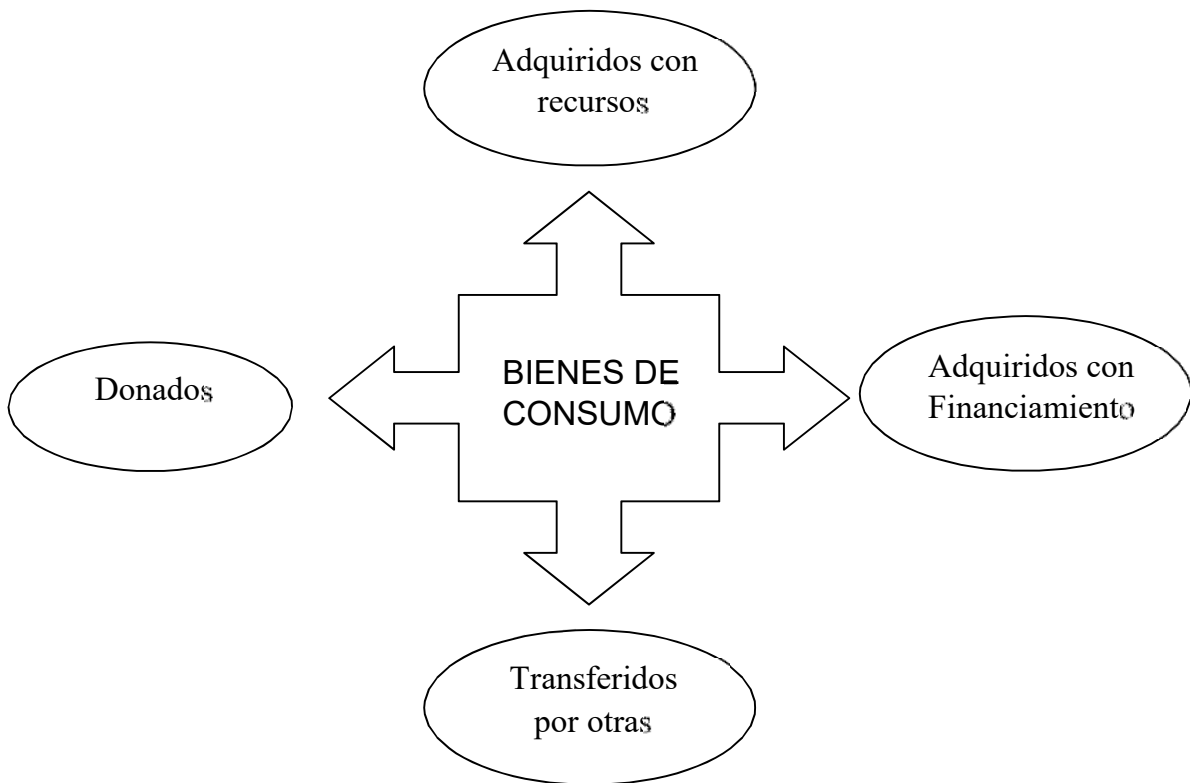 Adquiridos con
recursos
Donados
BIENES DE
CONSUMO
Adquiridos con
Financiamiento
Transferidos
por otras